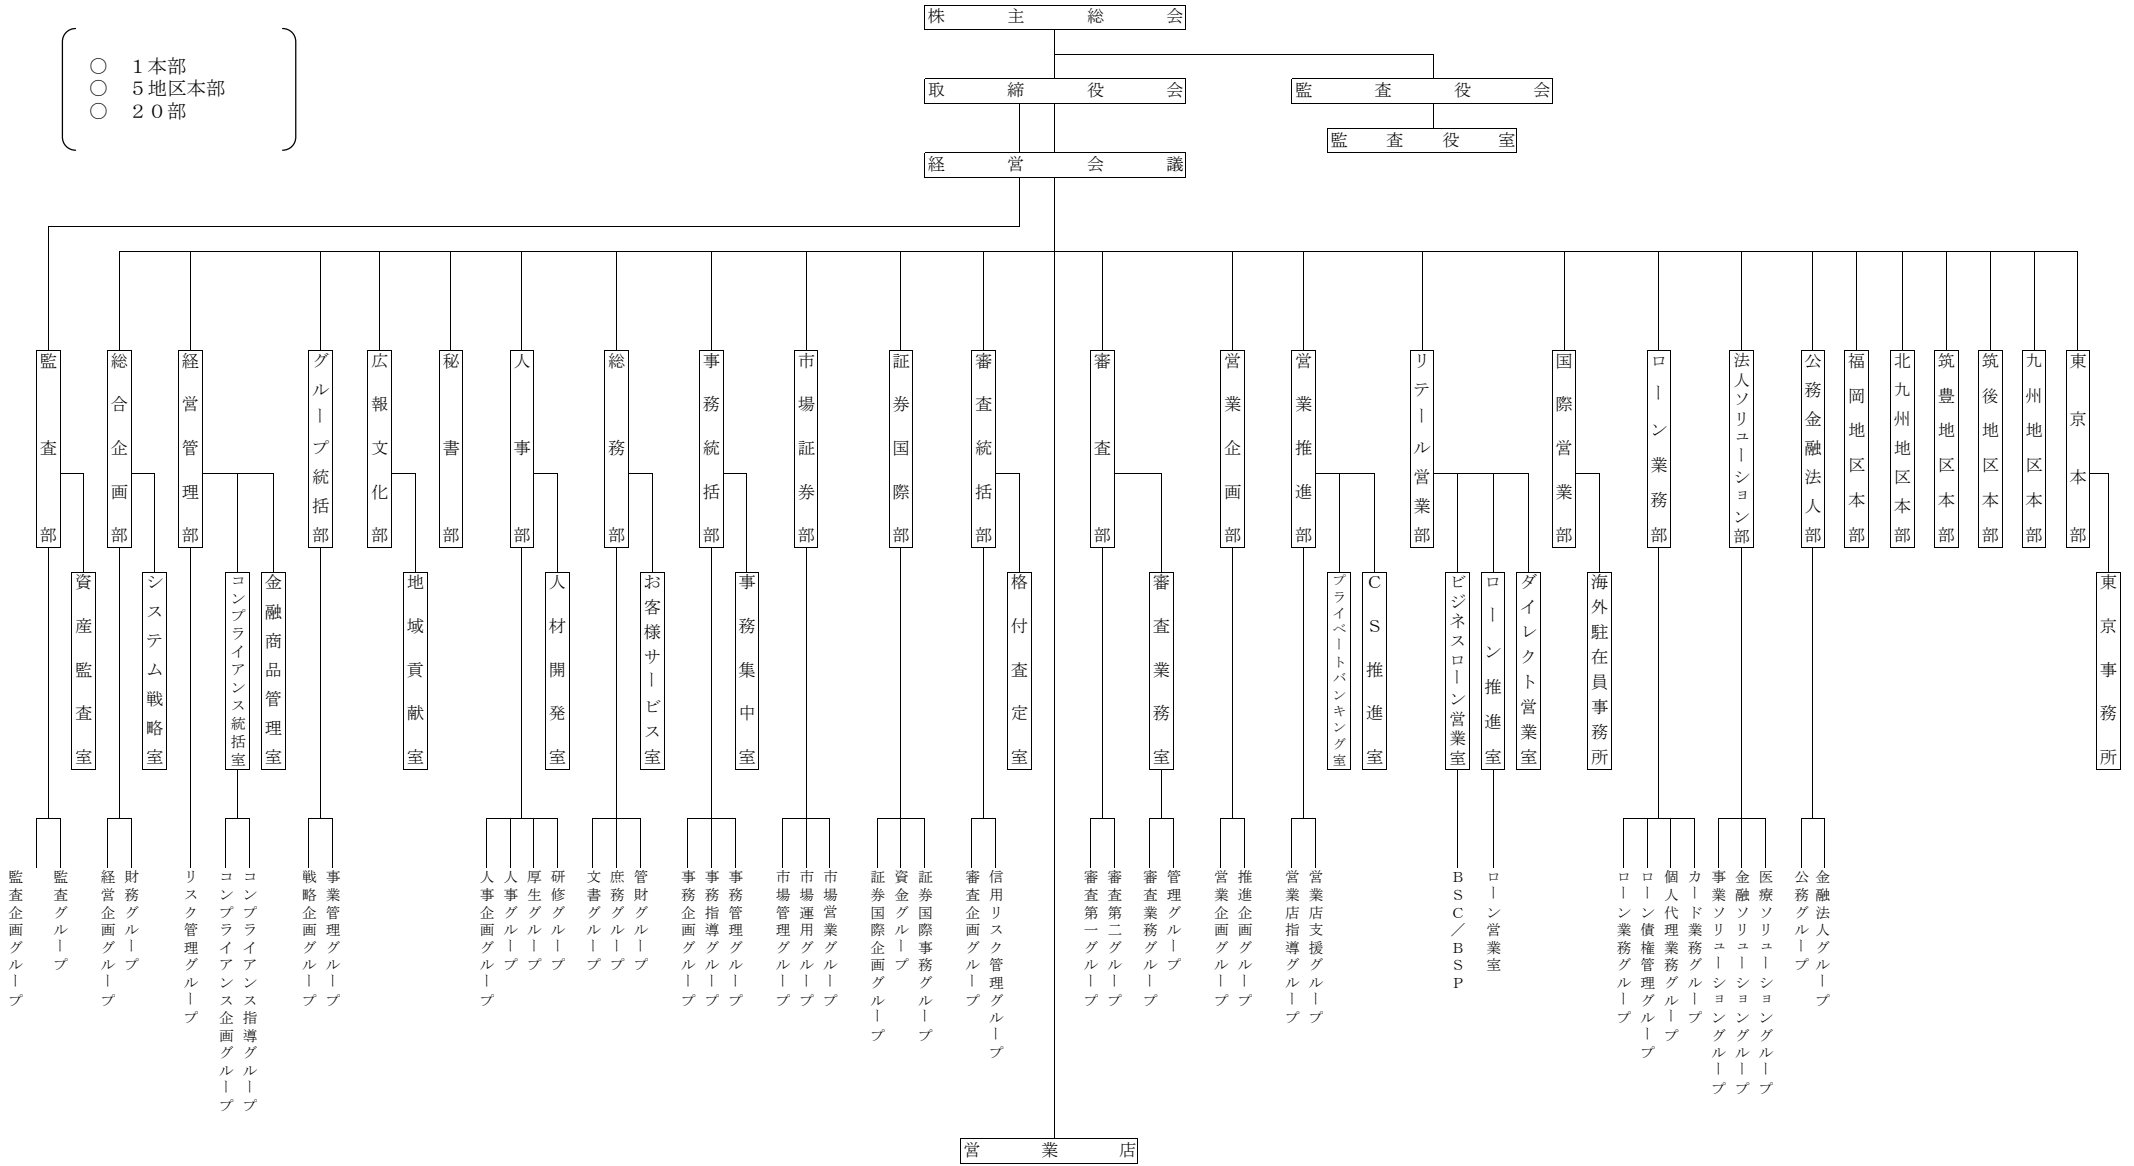 株主総会
○ １本部
○ ５地区本部
○ ２０部
取締役会
監査役会
監査役室
経営会議
監査部
総合企画部
経営管理部
グループ統括部
広報文化部
秘書部
人事部
総務部
事務統括部
市場証券部
証券国際部
審査統括部
審査部
営業企画部
営業推進部
リテール営業部
国際営業部
ローン業務部
法人ソリューション部
公務金融法人部
福岡地区本部
北九州地区本部
筑豊地区本部
筑後地区本部
九州地区本部
東京本部
資産監査室
システム戦略室
コンプライアンス統括室
金融商品管理室
地域貢献室
人材開発室
お客様サービス室
事務集中室
格付査定室
審査業務室
プライベートバンキング室
ＣＳ推進室
ビジネスローン営業室
ローン推進室
ダイレクト営業室
海外駐在員事務所
東京事務所
監査企画グループ
監査グループ
経営企画グループ
財務グループ
リスク管理グループ
コンプライアンス企画グループ
コンプライアンス指導グループ
戦略企画グループ
事業管理グループ
人事企画グループ
人事グループ
厚生グループ
研修グループ
文書グループ
庶務グループ
管財グループ
事務企画グループ
事務指導グループ
事務管理グループ
市場管理グループ
市場運用グループ
市場営業グループ
証券国際企画グループ
資金グループ
証券国際事務グループ
審査企画グループ
信用リスク管理グループ
審査第一グループ
審査第二グループ
審査業務グループ
管理グループ
営業企画グループ
推進企画グループ
営業店指導グループ
営業店支援グループ
ＢＳＣ／ＢＳＰ
ローン営業室
ローン業務グループ
ローン債権管理グループ
個人代理業務グループ
カード業務グループ
事業ソリューショングループ
金融ソリューショングループ
医療ソリューショングループ
公務グループ
金融法人グループ
営業店